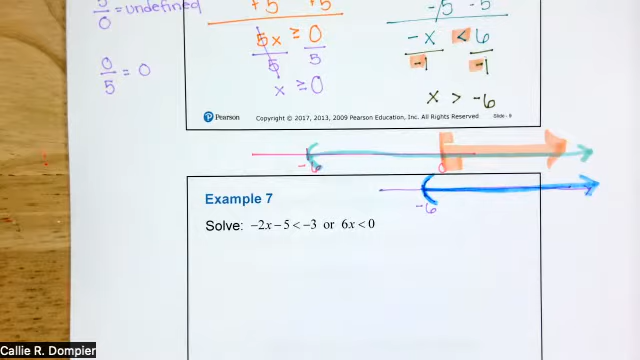 5/0 = undefined
0/5 = 0
+5 +5
5x ≥ 0
5 5
x ≥ 0
-5 -5
-x < 6
-1 -1
x > -6
Pearson Copyright © 2017, 2013, 2009 Pearson Education, Inc. All Rights Reserved Slide - 9
-6 0
-6
Example 7
Solve: −2x − 5 < −3 or 6x < 0
Callie R. Dompier